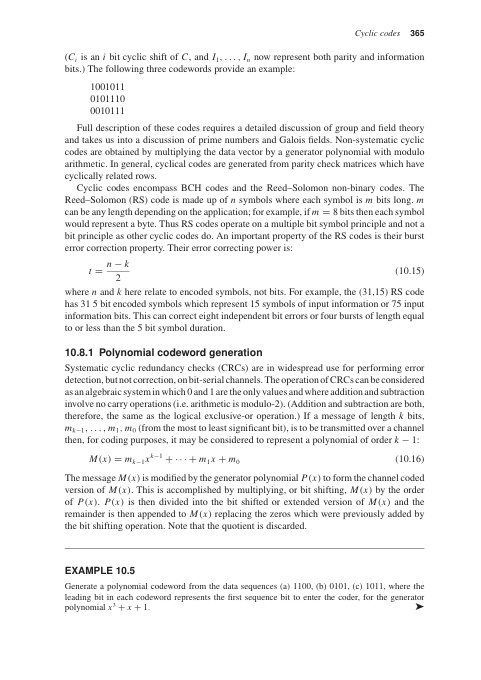 Cyclic codes 365
(Cᵢ is an i bit cyclic shift of C, and I₁, . . . , Iₙ now represent both parity and information
bits.) The following three codewords provide an example:
1001011
0101110
0010111
Full description of these codes requires a detailed discussion of group and field theory
and takes us into a discussion of prime numbers and Galois fields. Non-systematic cyclic
codes are obtained by multiplying the data vector by a generator polynomial with modulo
arithmetic. In general, cyclical codes are generated from parity check matrices which have
cyclically related rows.
Cyclic codes encompass BCH codes and the Reed–Solomon non-binary codes. The
Reed–Solomon (RS) code is made up of n symbols where each symbol is m bits long. m
can be any length depending on the application; for example, if m = 8 bits then each symbol
would represent a byte. Thus RS codes operate on a multiple bit symbol principle and not a
bit principle as other cyclic codes do. An important property of the RS codes is their burst
error correction property. Their error correcting power is:
t = (n − k)/2 (10.15)
where n and k here relate to encoded symbols, not bits. For example, the (31,15) RS code
has 31 5 bit encoded symbols which represent 15 symbols of input information or 75 input
information bits. This can correct eight independent bit errors or four bursts of length equal
to or less than the 5 bit symbol duration.
10.8.1 Polynomial codeword generation
Systematic cyclic redundancy checks (CRCs) are in widespread use for performing error
detection, but not correction, on bit-serial channels. The operation of CRCs can be considered
as an algebraic system in which 0 and 1 are the only values and where addition and subtraction
involve no carry operations (i.e. arithmetic is modulo-2). (Addition and subtraction are both,
therefore, the same as the logical exclusive-or operation.) If a message of length k bits,
mₖ₋₁, . . . , m₁, m₀ (from the most to least significant bit), is to be transmitted over a channel
then, for coding purposes, it may be considered to represent a polynomial of order k − 1:
M(x) = mₖ₋₁xᵏ⁻¹ + · · · + m₁x + m₀ (10.16)
The message M(x) is modified by the generator polynomial P(x) to form the channel coded
version of M(x). This is accomplished by multiplying, or bit shifting, M(x) by the order
of P(x). P(x) is then divided into the bit shifted or extended version of M(x) and the
remainder is then appended to M(x) replacing the zeros which were previously added by
the bit shifting operation. Note that the quotient is discarded.
EXAMPLE 10.5
Generate a polynomial codeword from the data sequences (a) 1100, (b) 0101, (c) 1011, where the
leading bit in each codeword represents the first sequence bit to enter the coder, for the generator
polynomial x³ + x + 1. ➤